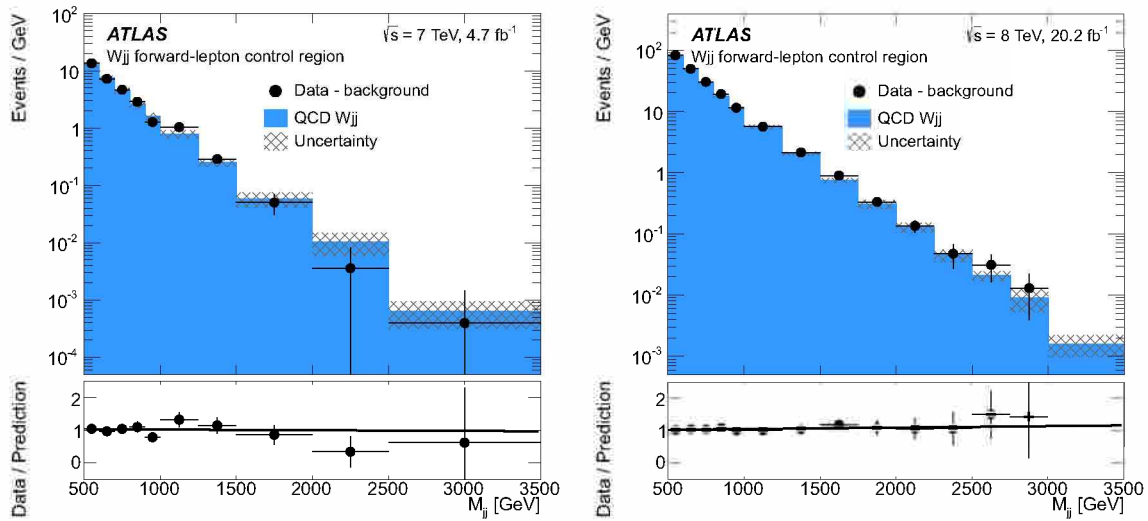 ATLAS
√s = 7 TeV, 4.7 fb⁻¹
Wjj forward-lepton control region
Data - background
QCD Wjj
Uncertainty
Events / GeV
10²
10
1
10⁻¹
10⁻²
10⁻³
10⁻⁴
Data / Prediction
2
1
0
500 1000 1500 2000 2500 3000 3500
M_jj [GeV]
ATLAS
√s = 8 TeV, 20.2 fb⁻¹
Wjj forward-lepton control region
Data - background
QCD Wjj
Uncertainty
Events / GeV
10²
10
1
10⁻¹
10⁻²
10⁻³
Data / Prediction
2
1
0
500 1000 1500 2000 2500 3000 3500
M_jj [GeV]